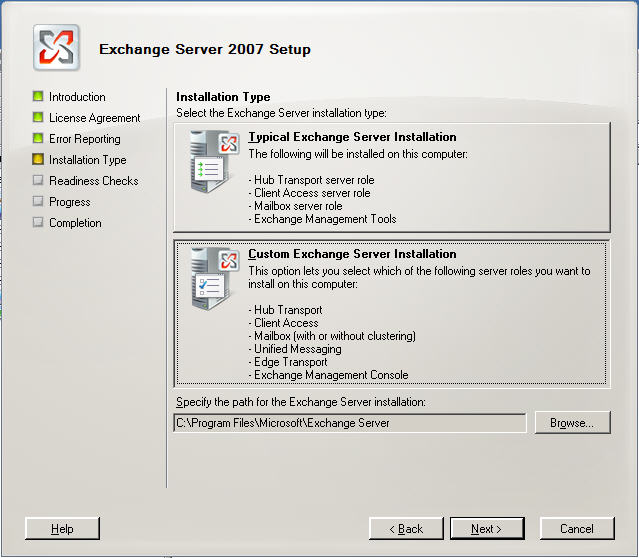 Exchange Server 2007 Setup
Introduction
License Agreement
Error Reporting
Installation Type
Readiness Checks
Progress
Completion
Installation Type
Select the Exchange Server installation type:
Typical Exchange Server Installation
The following will be installed on this computer:
- Hub Transport server role
- Client Access server role
- Mailbox server role
- Exchange Management Tools
Custom Exchange Server Installation
This option lets you select which of the following server roles you want to
install on this computer:
- Hub Transport
- Client Access
- Mailbox (with or without clustering)
- Unified Messaging
- Edge Transport
- Exchange Management Console
Specify the path for the Exchange Server installation:
C:\Program Files\Microsoft\Exchange Server
Browse...
Help
< Back
Next >
Cancel